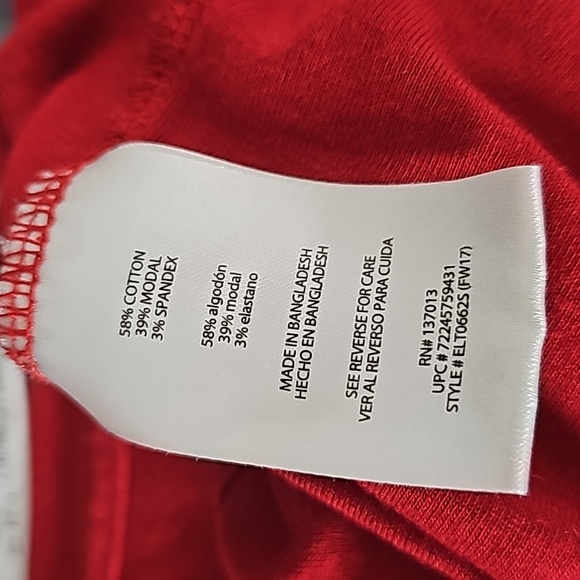 58% COTTON
39% MODAL
3% SPANDEX
58% algodón
39% modal
3% elastano
MADE IN BANGLADESH
HECHO EN BANGLADESH
SEE REVERSE FOR CARE
VER AL REVERSO PARA CUIDA
RN# 137013
UPC # 72245759431
STYLE # ELT0662S (FW17)